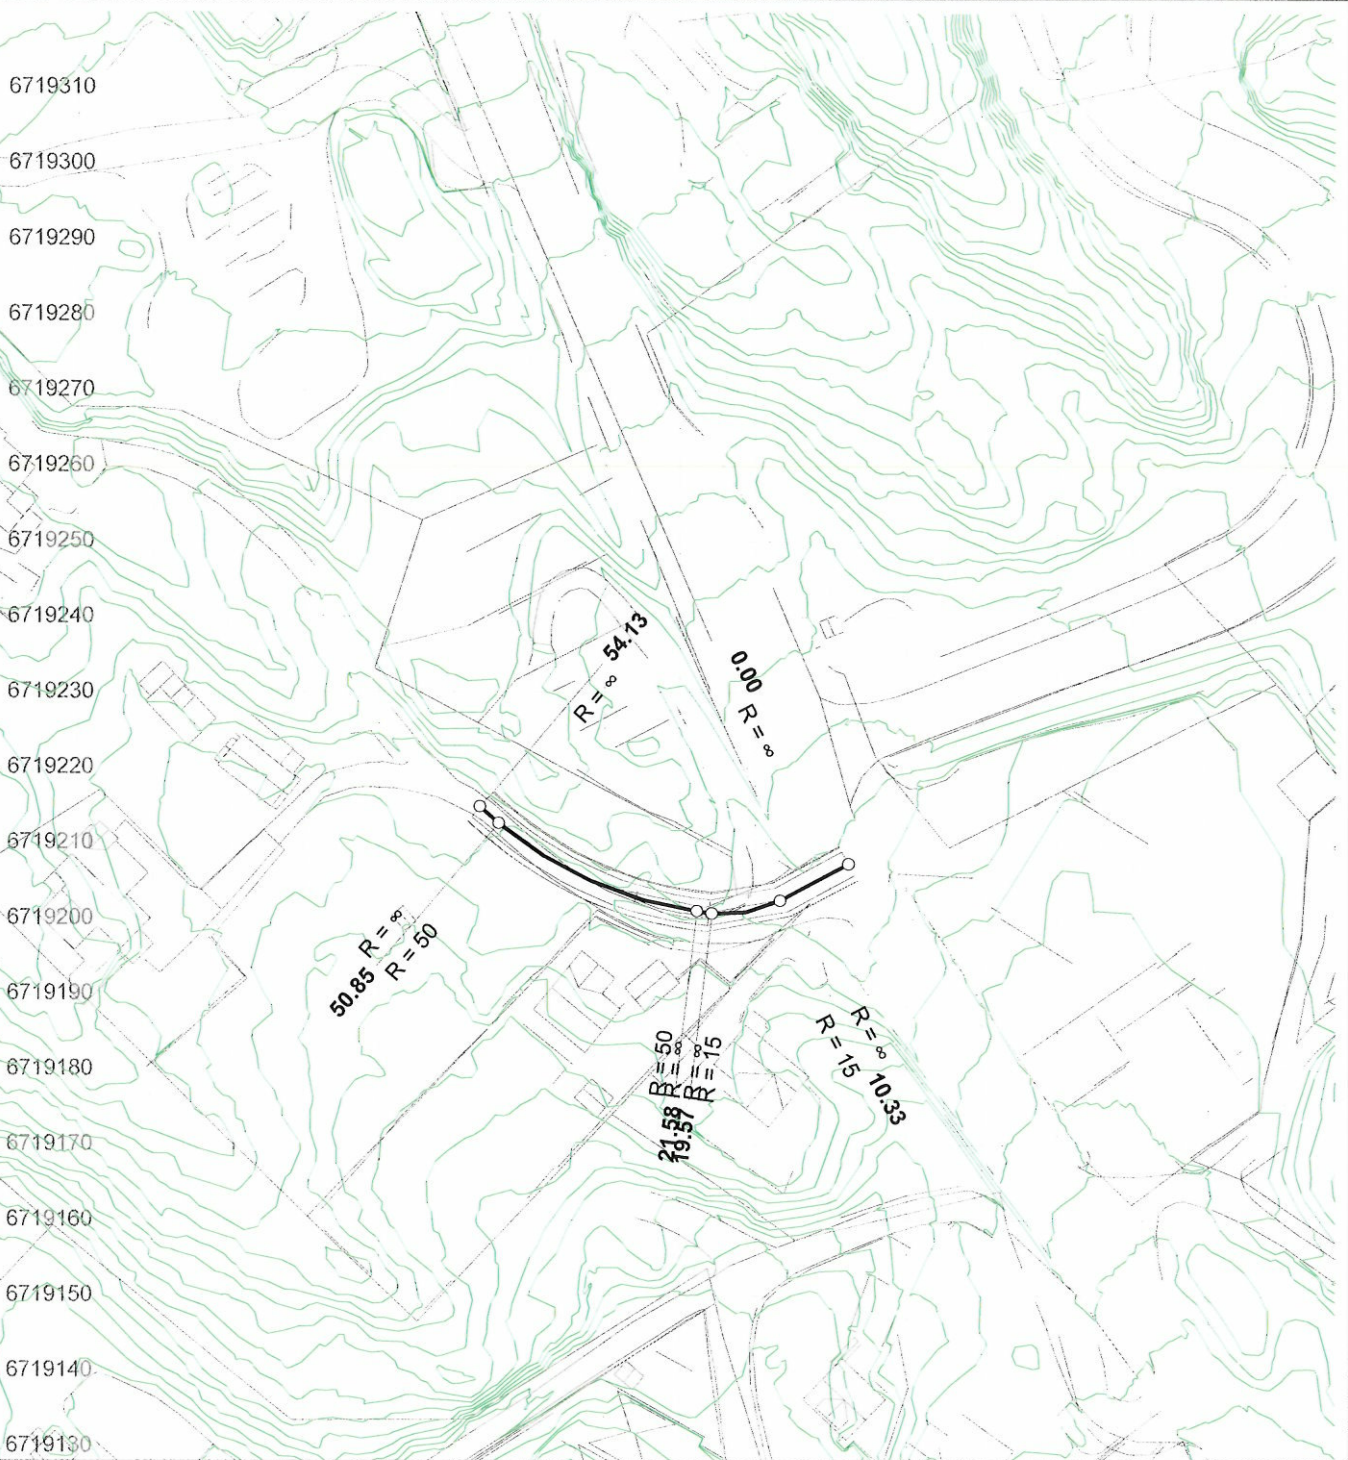 6719310
6719300
6719290
6719280
6719270
6719260
6719250
6719240
6719230
6719220
6719210
6719200
6719190
6719180
6719170
6719160
6719150
6719140
6719130
54.13
R = ∞
0.00
R = ∞
R = ∞
50.85
R = 50
R = 50
R = ∞
R = ∞
R = 15
21.58
19.57
R = ∞
10.33
R = 15